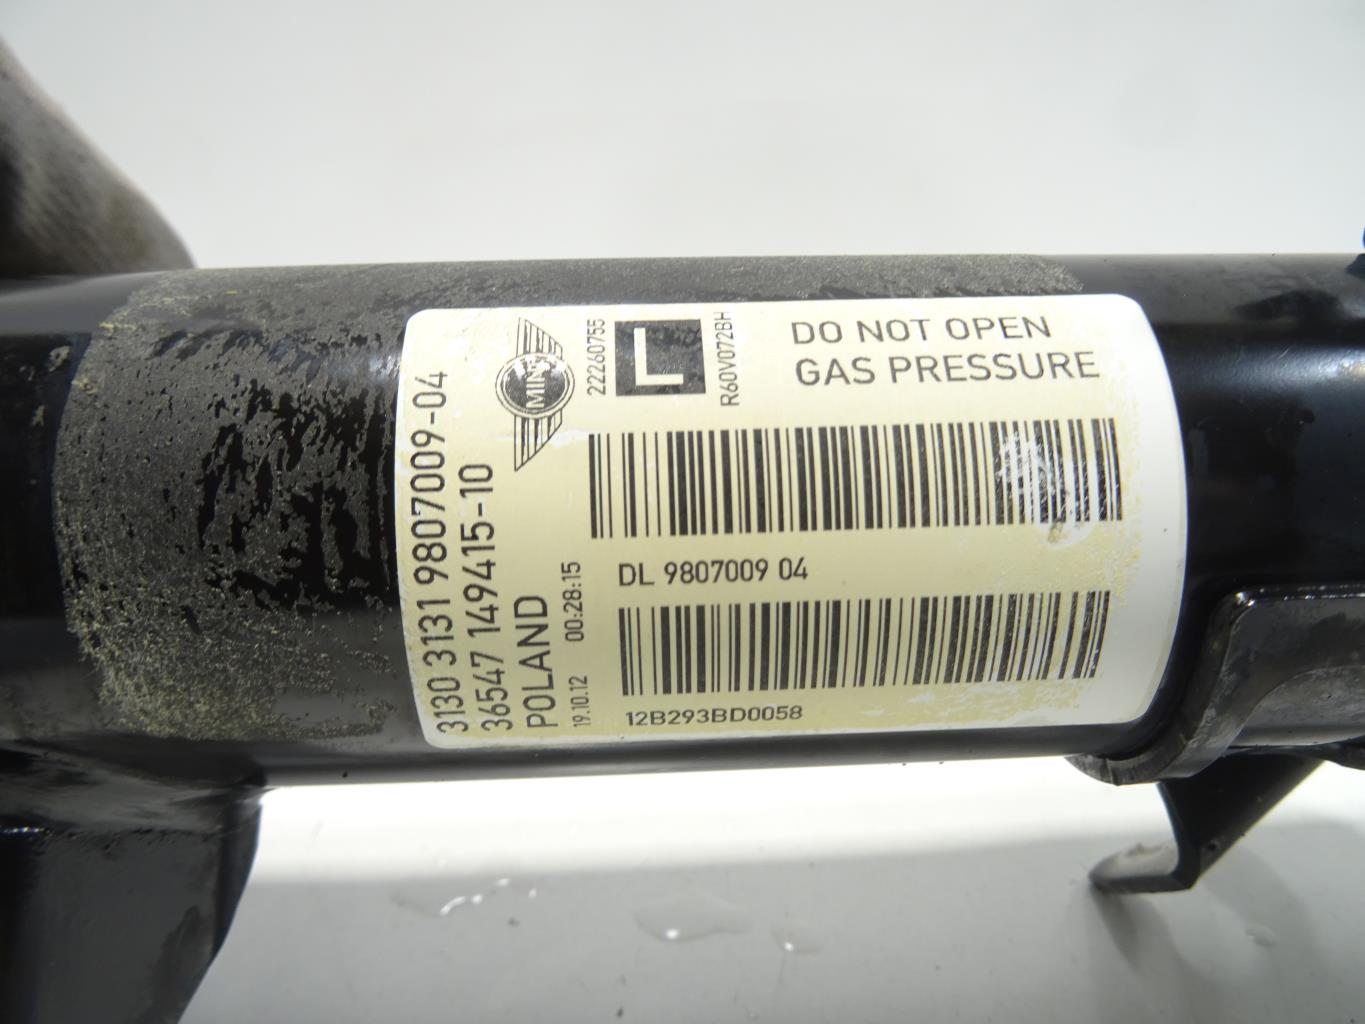 3130 3131 9807009-04
36547 149415-10
POLAND
19.10.12 00:28:15
MINI
22260755
L
R60V072BH
DO NOT OPEN
GAS PRESSURE
DL 9807009 04
12B293BD0058